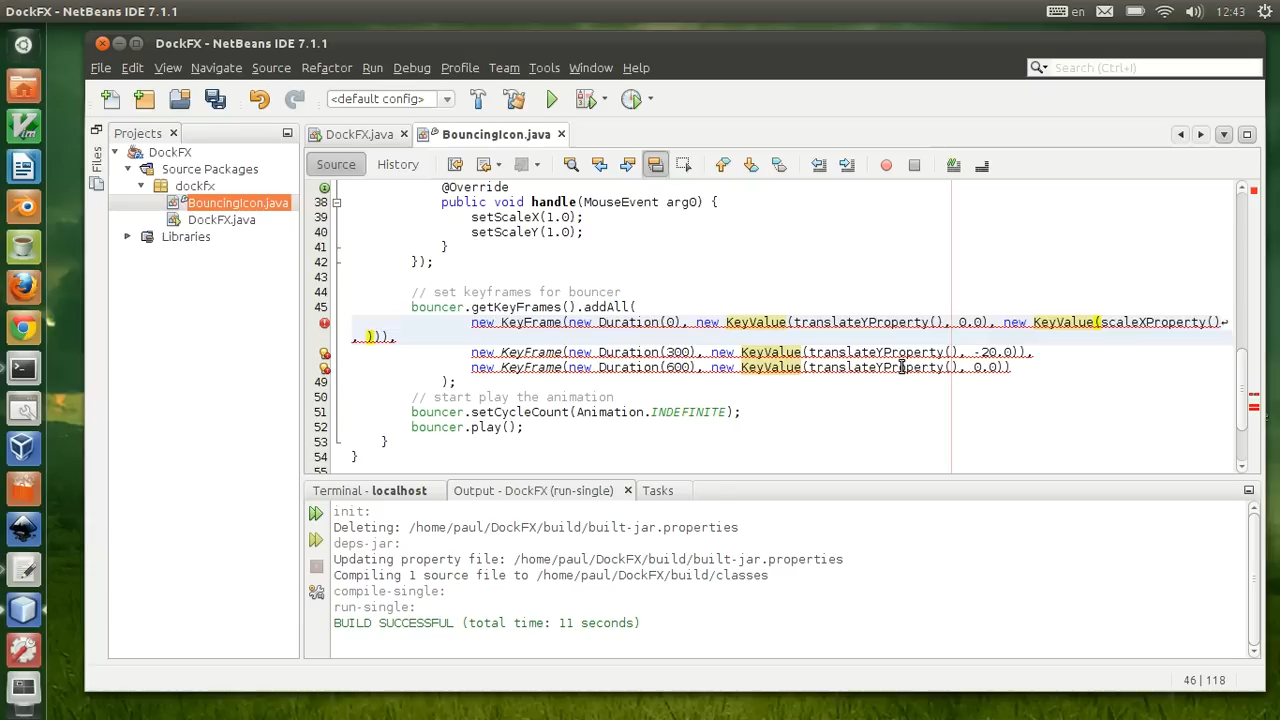 DockFX - NetBeans IDE 7.1.1
en
12:43
DockFX - NetBeans IDE 7.1.1
File Edit View Navigate Source Refactor Run Debug Profile Team Tools Window Help
Search (Ctrl+I)
<default config>
Projects
Files
DockFX.java
BouncingIcon.java
DockFX
Source Packages
dockfx
BouncingIcon.java
DockFX.java
Libraries
Source History
@Override
38 public void handle(MouseEvent arg0) {
39 setScaleX(1.0);
40 setScaleY(1.0);
41 }
42 });
43
44 // set keyframes for bouncer
45 bouncer.getKeyFrames().addAll(
new KeyFrame(new Duration(0), new KeyValue(translateYProperty(), 0.0), new KeyValue(scaleXProperty()
, ))),
new KeyFrame(new Duration(300), new KeyValue(translateYProperty(), -20.0)),
new KeyFrame(new Duration(600), new KeyValue(translateYProperty(), 0.0))
49 );
50 // start play the animation
51 bouncer.setCycleCount(Animation.INDEFINITE);
52 bouncer.play();
53 }
54 }
55
Terminal - localhost
Output - DockFX (run-single)
Tasks
init:
Deleting: /home/paul/DockFX/build/built-jar.properties
deps-jar:
Updating property file: /home/paul/DockFX/build/built-jar.properties
Compiling 1 source file to /home/paul/DockFX/build/classes
compile-single:
run-single:
BUILD SUCCESSFUL (total time: 11 seconds)
46 | 118